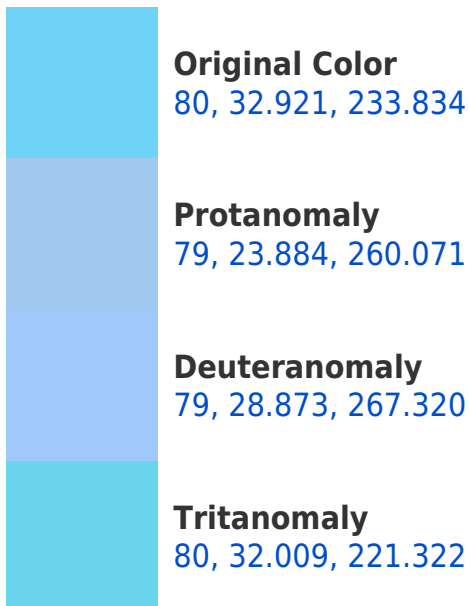 Original Color
80, 32.921, 233.834
Protanomaly
79, 23.884, 260.071
Deuteranomaly
79, 28.873, 267.320
Tritanomaly
80, 32.009, 221.322